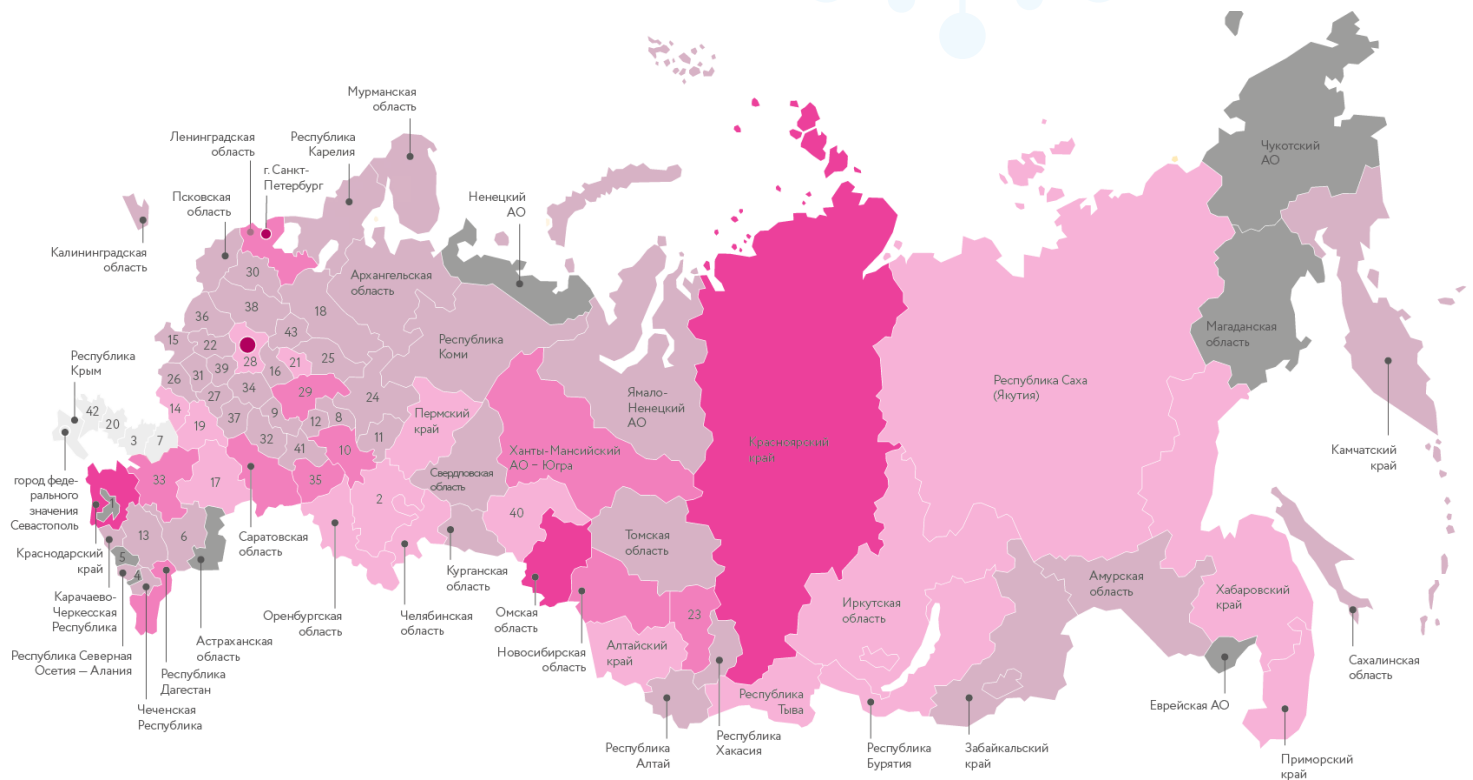 Мурманская
область
Ленинградская
область
Республика
Карелия
г. Санкт-
Петербург
Псковская
область
Ненецкий
АО
Калининградская
область
Чукотский
АО
Архангельская
область
30
38
18
36
43
15
22
28
21
25
16
39
31
26
34
29
24
27
14
37
9
12
8
19
32
41
11
10
Республика
Крым
42
20
3
7
Республика
Коми
Пермский
край
Ямало-
Ненецкий
АО
Ханты-Мансийский
АО – Югра
Свердловская
область
Красноярский
край
Республика Саха
(Якутия)
Магаданская
область
Камчатский
край
город феде-
рального
значения
Севастополь
33
17
35
2
40
1
13
6
5
4
Краснодарский
край
Карачаево-
Черкесская
Республика
Республика Северная
Осетия — Алания
Чеченская
Республика
Республика
Дагестан
Астраханская
область
Саратовская
область
Оренбургская
область
Челябинская
область
Курганская
область
Омская
область
Новосибирская
область
Томская
область
23
Алтайский
край
Республика
Алтай
Республика
Хакасия
Республика
Тыва
Иркутская
область
Республика
Бурятия
Забайкальский
край
Амурская
область
Хабаровский
край
Еврейская АО
Приморский
край
Сахалинская
область